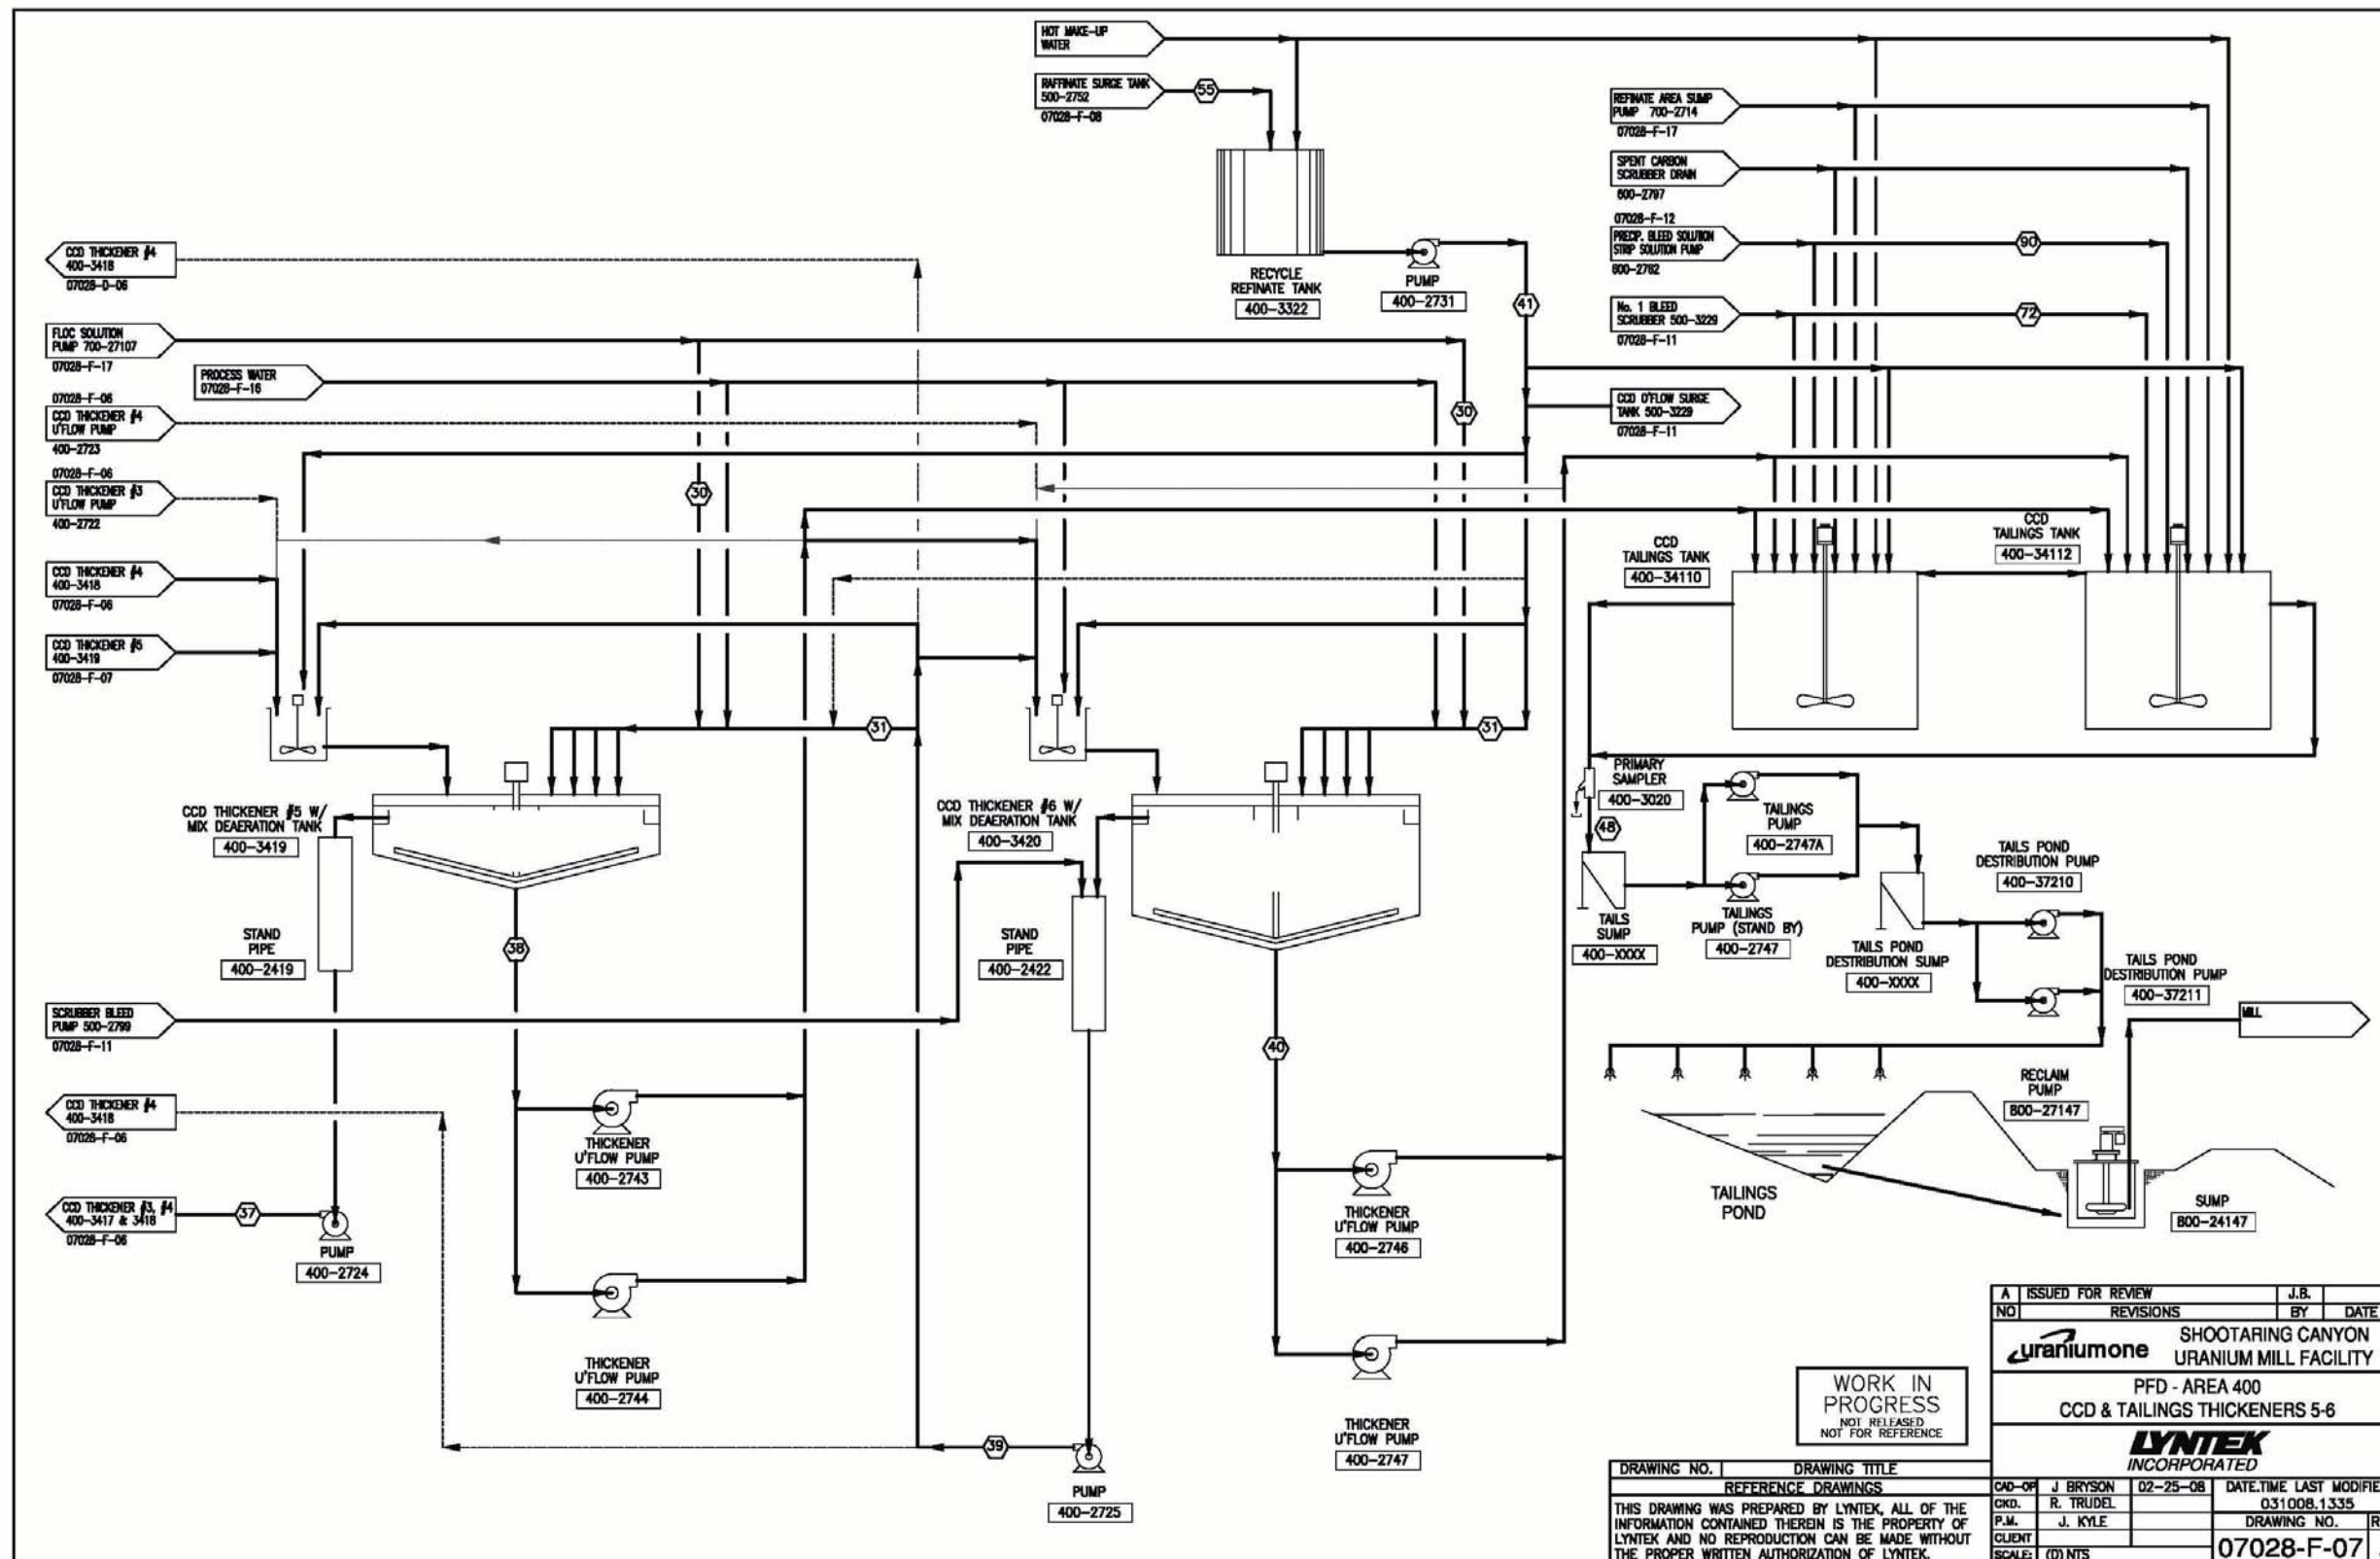 HOT MAKE-UP
WATER
RAFFINATE SURGE TANK
500-2752
07028-F-08
55
REFINATE AREA SUMP
PUMP 700-2714
07028-F-17
SPENT CARBON
SCRUBBER DRAIN
600-2797
07028-F-12
PRECIP. BLEED SOLUTION
STRIP SOLUTION PUMP
600-2782
90
No. 1 BLEED
SCRUBBER 500-3229
07028-F-11
72
CCD O'FLOW SURGE
TANK 500-3229
07028-F-11
RECYCLE
REFINATE TANK
400-3322
PUMP
400-2731
41
CCD THICKENER #4
400-3418
07028-D-06
FLOC SOLUTION
PUMP 700-27107
07028-F-17
PROCESS WATER
07028-F-16
07028-F-06
CCD THICKENER #4
U'FLOW PUMP
400-2723
07028-F-06
CCD THICKENER #3
U'FLOW PUMP
400-2722
CCD THICKENER #4
400-3418
07028-F-06
CCD THICKENER #5
400-3419
07028-F-07
30
30
31
31
CCD
TAILINGS TANK
400-34110
CCD
TAILINGS TANK
400-34112
CCD THICKENER #5 W/
MIX DEAERATION TANK
400-3419
CCD THICKENER #6 W/
MIX DEAERATION TANK
400-3420
PRIMARY
SAMPLER
400-3020
48
TAILINGS
PUMP
400-2747A
TAILINGS
PUMP (STAND BY)
400-2747
TAILS
SUMP
400-XXXX
TAILS POND
DESTRIBUTION PUMP
400-37210
TAILS POND
DESTRIBUTION SUMP
400-XXXX
TAILS POND
DESTRIBUTION PUMP
400-37211
STAND
PIPE
400-2419
STAND
PIPE
400-2422
38
40
SCRUBBER BLEED
PUMP 500-2799
07028-F-11
CCD THICKENER #4
400-3418
07028-F-06
CCD THICKENER #3, #4
400-3417 & 3418
07028-F-06
37
PUMP
400-2724
THICKENER
U'FLOW PUMP
400-2743
THICKENER
U'FLOW PUMP
400-2744
THICKENER
U'FLOW PUMP
400-2746
THICKENER
U'FLOW PUMP
400-2747
39
PUMP
400-2725
MILL
RECLAIM
PUMP
800-27147
TAILINGS
POND
SUMP
800-24147
WORK IN
PROGRESS
NOT RELEASED
NOT FOR REFERENCE
A ISSUED FOR REVIEW J.B.
NO REVISIONS BY DATE
uraniumone
SHOOTARING CANYON
URANIUM MILL FACILITY
PFD - AREA 400
CCD & TAILINGS THICKENERS 5-6
LYNTEK
INCORPORATED
DRAWING NO. DRAWING TITLE
REFERENCE DRAWINGS
THIS DRAWING WAS PREPARED BY LYNTEK, ALL OF THE
INFORMATION CONTAINED THEREIN IS THE PROPERTY OF
LYNTEK AND NO REPRODUCTION CAN BE MADE WITHOUT
THE PROPER WRITTEN AUTHORIZATION OF LYNTEK.
CAD-OP J BRYSON 02-25-08 DATE.TIME LAST MODIFIE
CKD. R. TRUDEL 031008.1335
P.M. J. KYLE DRAWING NO. R
CLIENT
07028-F-07
SCALE: (D) NTS